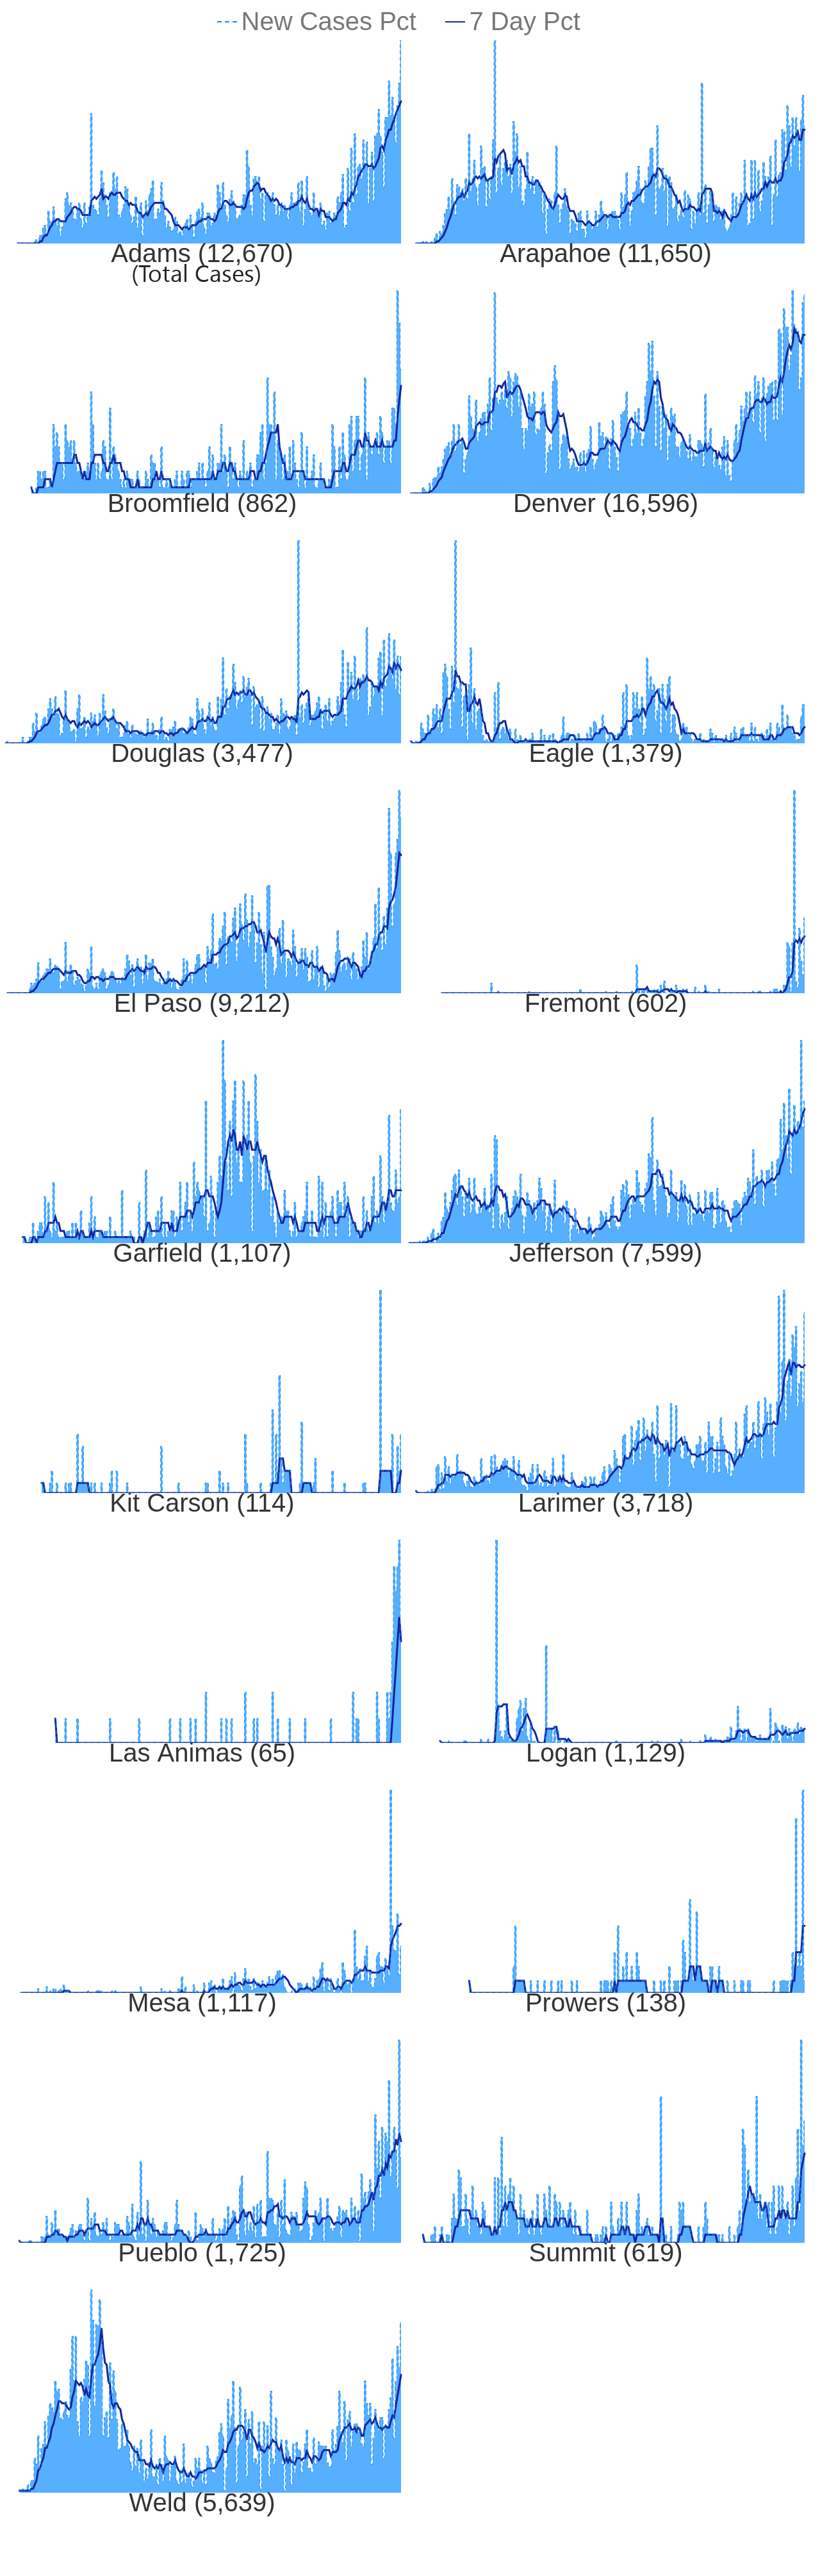 New Cases Pct 7 Day Pct
Adams (12,670) Arapahoe (11,650)
(Total Cases)
Broomfield (862) Denver (16,596)
Douglas (3,477) Eagle (1,379)
El Paso (9,212) Fremont (602)
Garfield (1,107) Jefferson (7,599)
Kit Carson (114) Larimer (3,718)
Las Animas (65) Logan (1,129)
Mesa (1,117) Prowers (138)
Pueblo (1,725) Summit (619)
Weld (5,639)